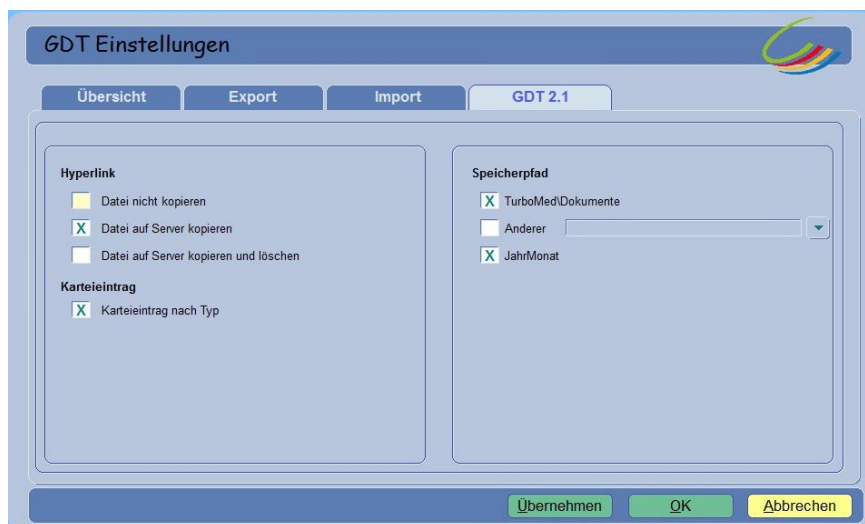 GDT Einstellungen
Übersicht
Export
Import
GDT 2.1
Hyperlink
Datei nicht kopieren
X Datei auf Server kopieren
Datei auf Server kopieren und löschen
Karteieintrag
X Karteieintrag nach Typ
Speicherpfad
X TurboMed\Dokumente
Anderer
X JahrMonat
Übernehmen
OK
Abbrechen